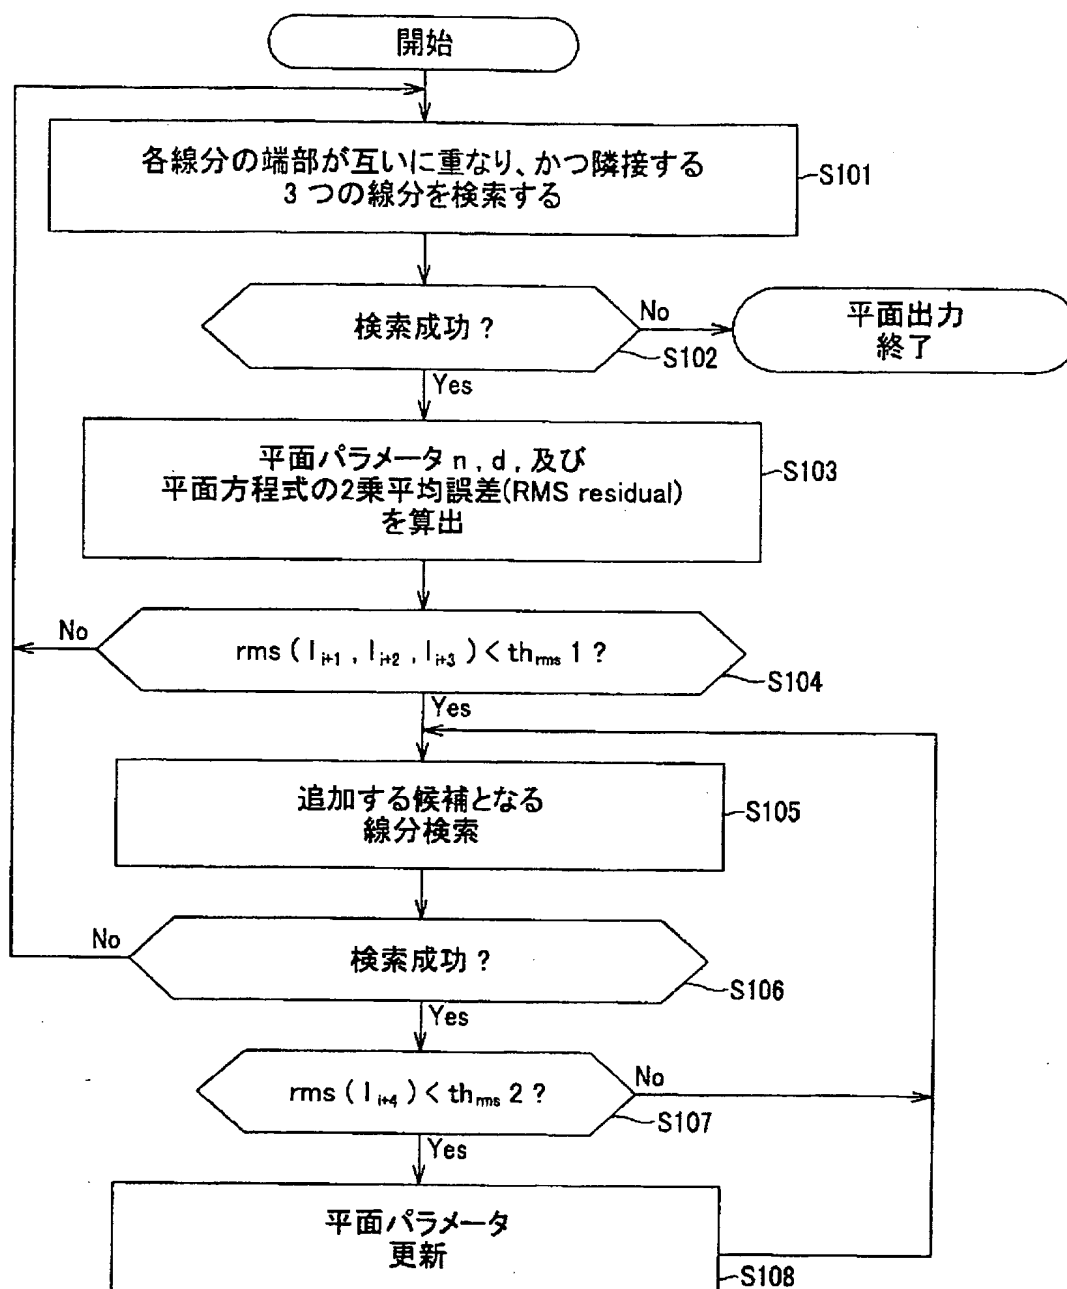 開始
各線分の端部が互いに重なり、かつ隣接する
3つの線分を検索する
S101
検索成功?
No
S102
平面出力
終了
Yes
平面パラメータn,d,及び
平面方程式の2乗平均誤差(RMS residual)
を算出
S103
No
rms(l_{i+1},l_{i+2},l_{i+3})<th_{rms}1?
S104
Yes
追加する候補となる
線分検索
S105
No
検索成功?
S106
Yes
rms(l_{i+4})<th_{rms}2?
No
S107
Yes
平面パラメータ
更新
S108